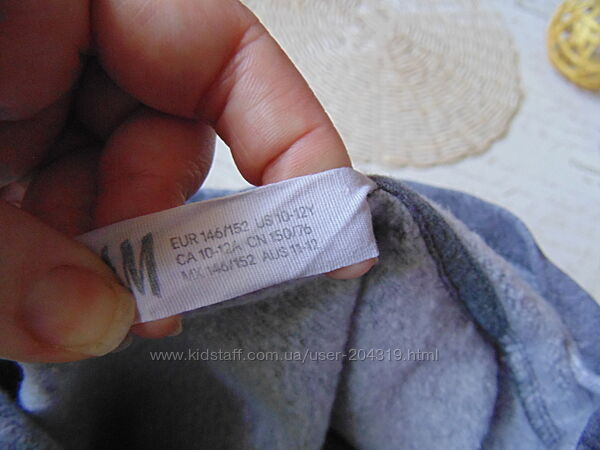 M
EUR 146/152 US 10-12Y
CA 10-12A CN 150/76
MX 146/152 AUS 11-12
www.kidstaff.com.ua/user-204319.html